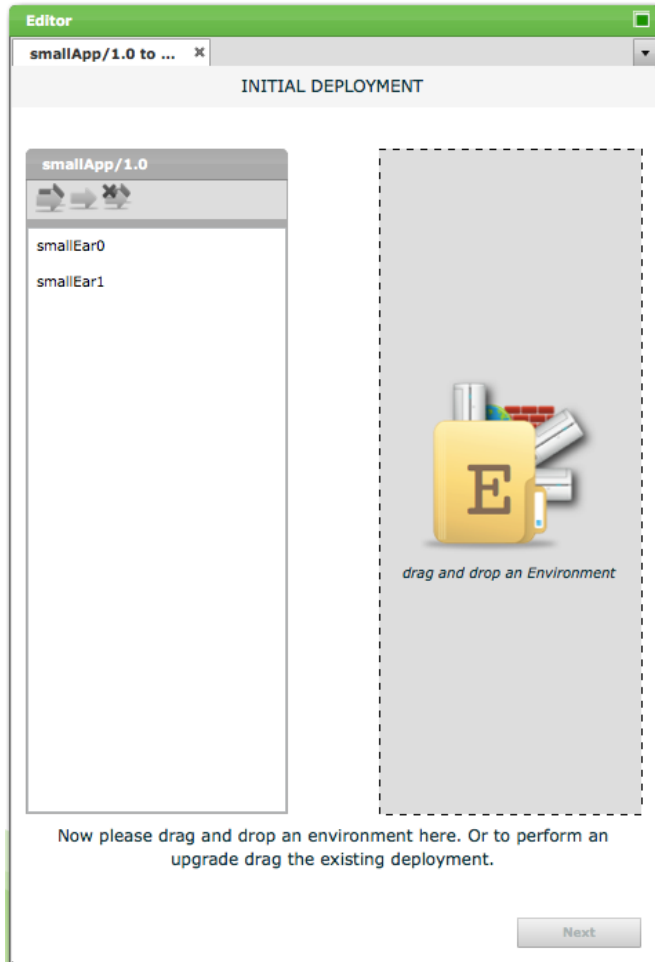 Editor
smallApp/1.0 to ...
INITIAL DEPLOYMENT
smallApp/1.0
smallEar0
smallEar1
E
drag and drop an Environment
Now please drag and drop an environment here. Or to perform an
upgrade drag the existing deployment.
Next